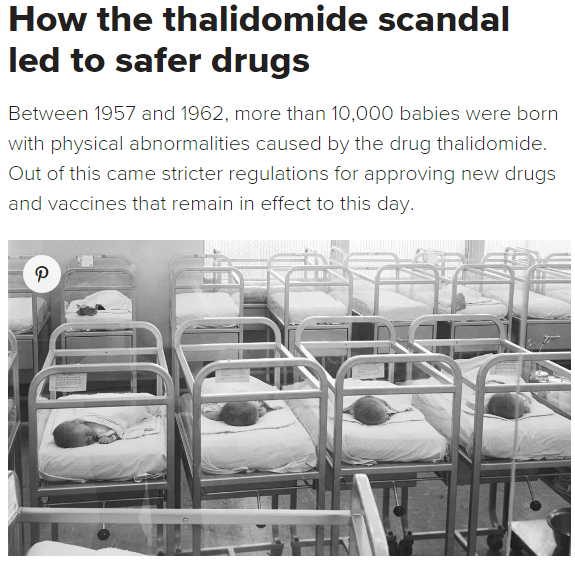 How the thalidomide scandal
led to safer drugs
Between 1957 and 1962, more than 10,000 babies were born
with physical abnormalities caused by the drug thalidomide.
Out of this came stricter regulations for approving new drugs
and vaccines that remain in effect to this day.